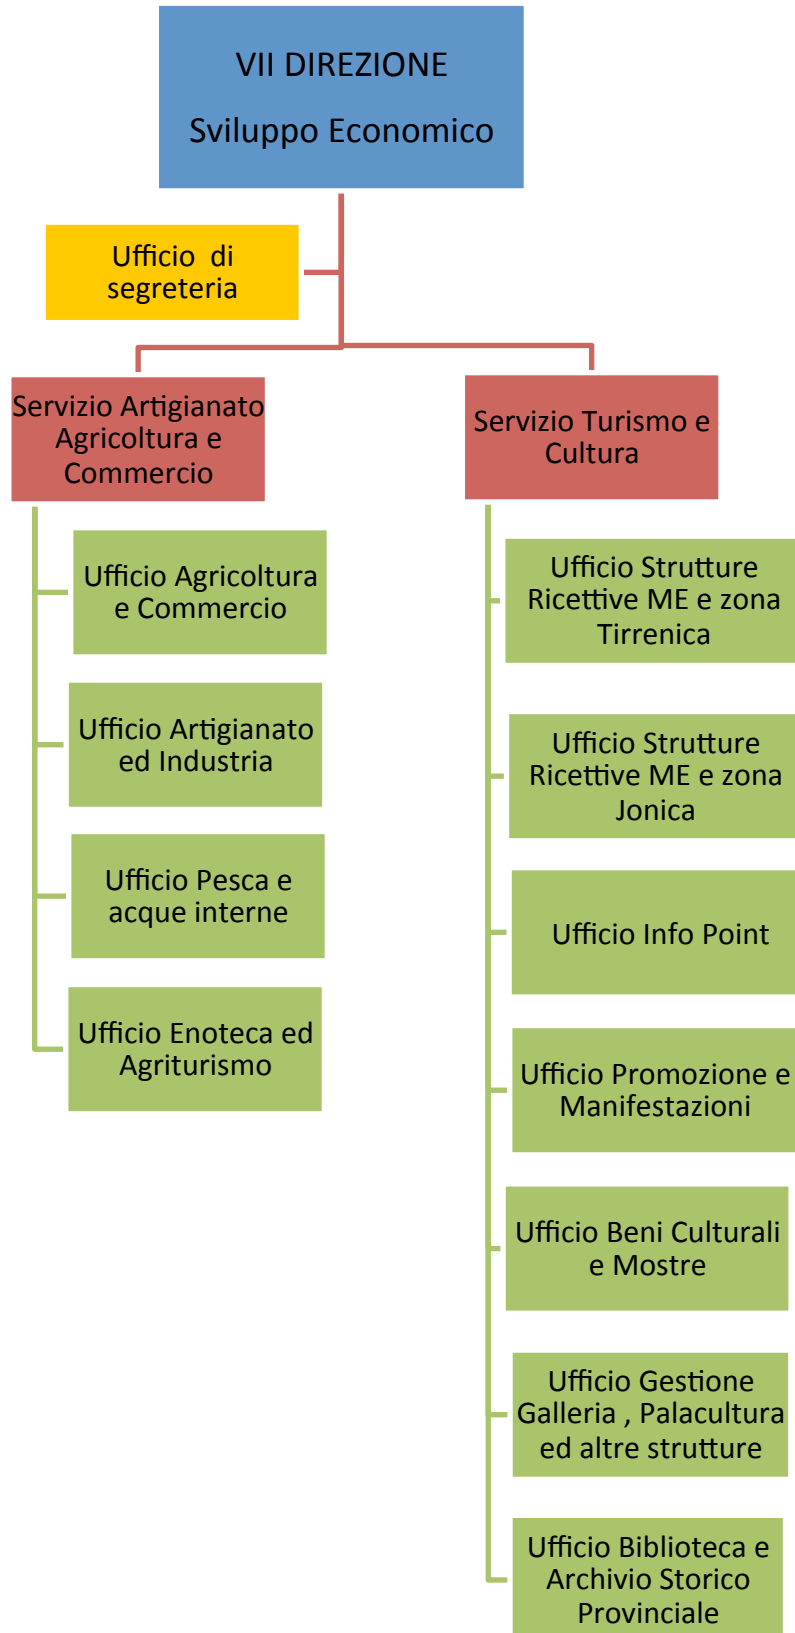 VII DIREZIONE
Sviluppo Economico
Ufficio di
segreteria
Servizio Artigianato
Agricoltura e
Commercio
Ufficio Agricoltura
e Commercio
Ufficio Artigianato
ed Industria
Ufficio Pesca e
acque interne
Ufficio Enoteca ed
Agriturismo
Servizio Turismo e
Cultura
Ufficio Strutture
Ricettive ME e zona
Tirrenica
Ufficio Strutture
Ricettive ME e zona
Jonica
Ufficio Info Point
Ufficio Promozione e
Manifestazioni
Ufficio Beni Culturali
e Mostre
Ufficio Gestione
Galleria , Palacultura
ed altre strutture
Ufficio Biblioteca e
Archivio Storico
Provinciale